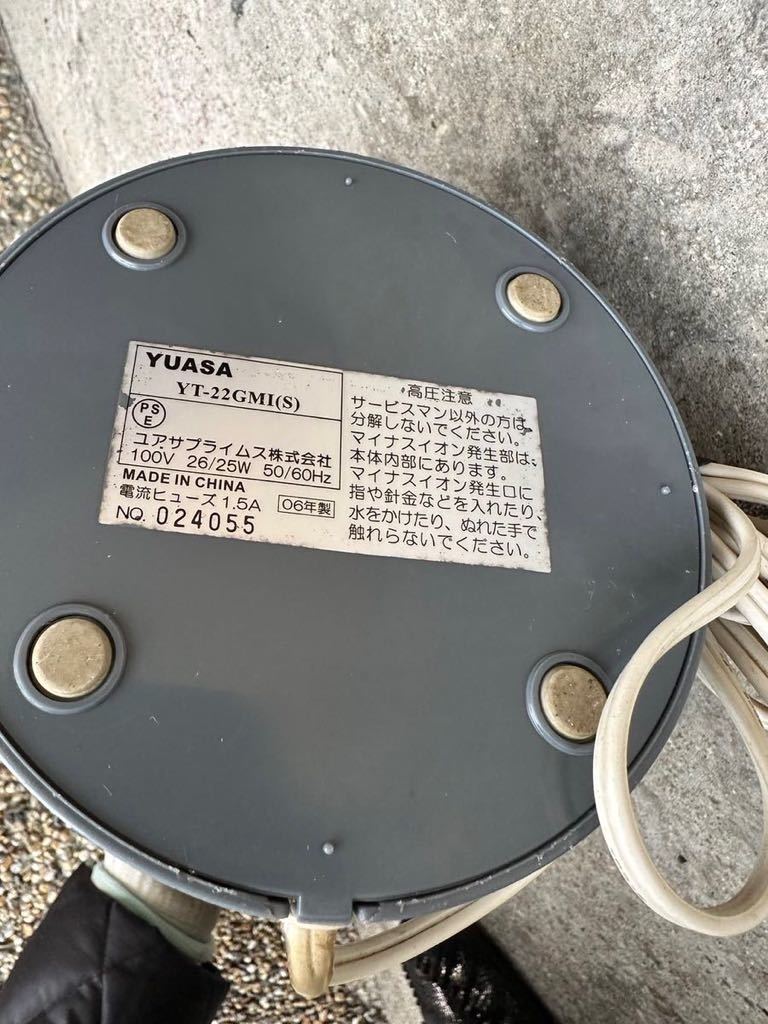 YUASA
YT-22GMI(S)
PSE
ユアサプライムス株式会社
100V 26/25W 50/60Hz
MADE IN CHINA
電流ヒューズ1.5A 06年製
NO. 024055
高圧注意
サービスマン以外の方は、
分解しないでください。
マイナスイオン発生部は、
本体内部にあります。
マイナスイオン発生口に
指や針金などを入れたり、
水をかけたり、ぬれた手で
触れらないでください。